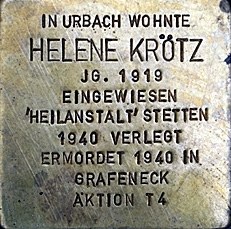 IN URBACH WOHNTE
HELENE KRÖTZ
JG. 1919
EINGEWIESEN
'HEILANSTALT' STETTEN
1940 VERLEGT
ERMORDET 1940 IN
GRAFENECK
AKTION T4